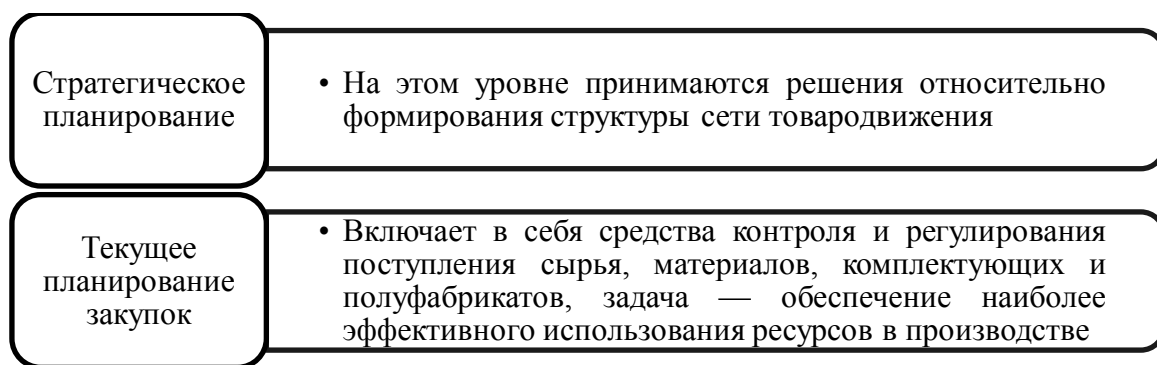 Стратегическое
планирование
• На этом уровне принимаются решения относительно
формирования структуры сети товародвижения
Текущее
планирование
закупок
• Включает в себя средства контроля и регулирования
поступления сырья, материалов, комплектующих и
полуфабрикатов, задача — обеспечение наиболее
эффективного использования ресурсов в производстве